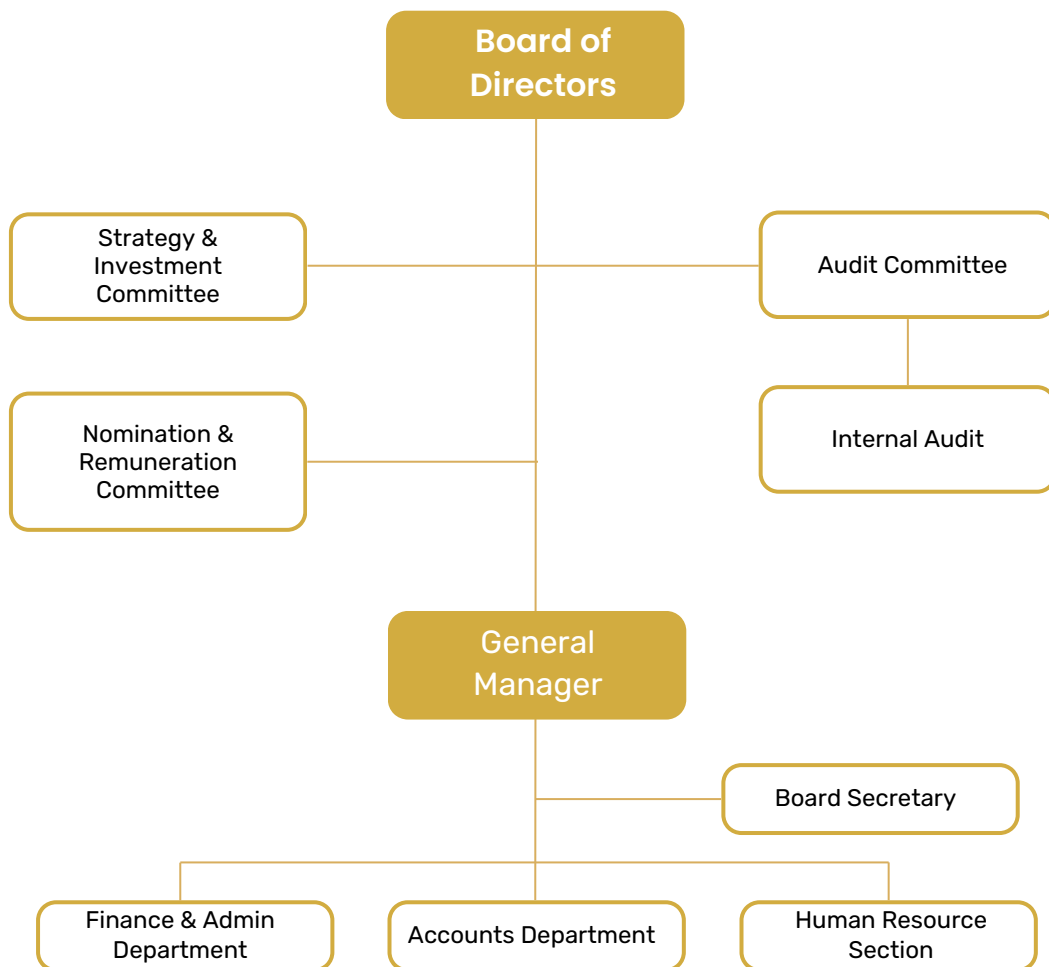 Board of
Directors
Strategy &
Investment
Committee
Audit Committee
Nomination &
Remuneration
Committee
Internal Audit
General
Manager
Board Secretary
Finance & Admin
Department
Accounts Department
Human Resource
Section